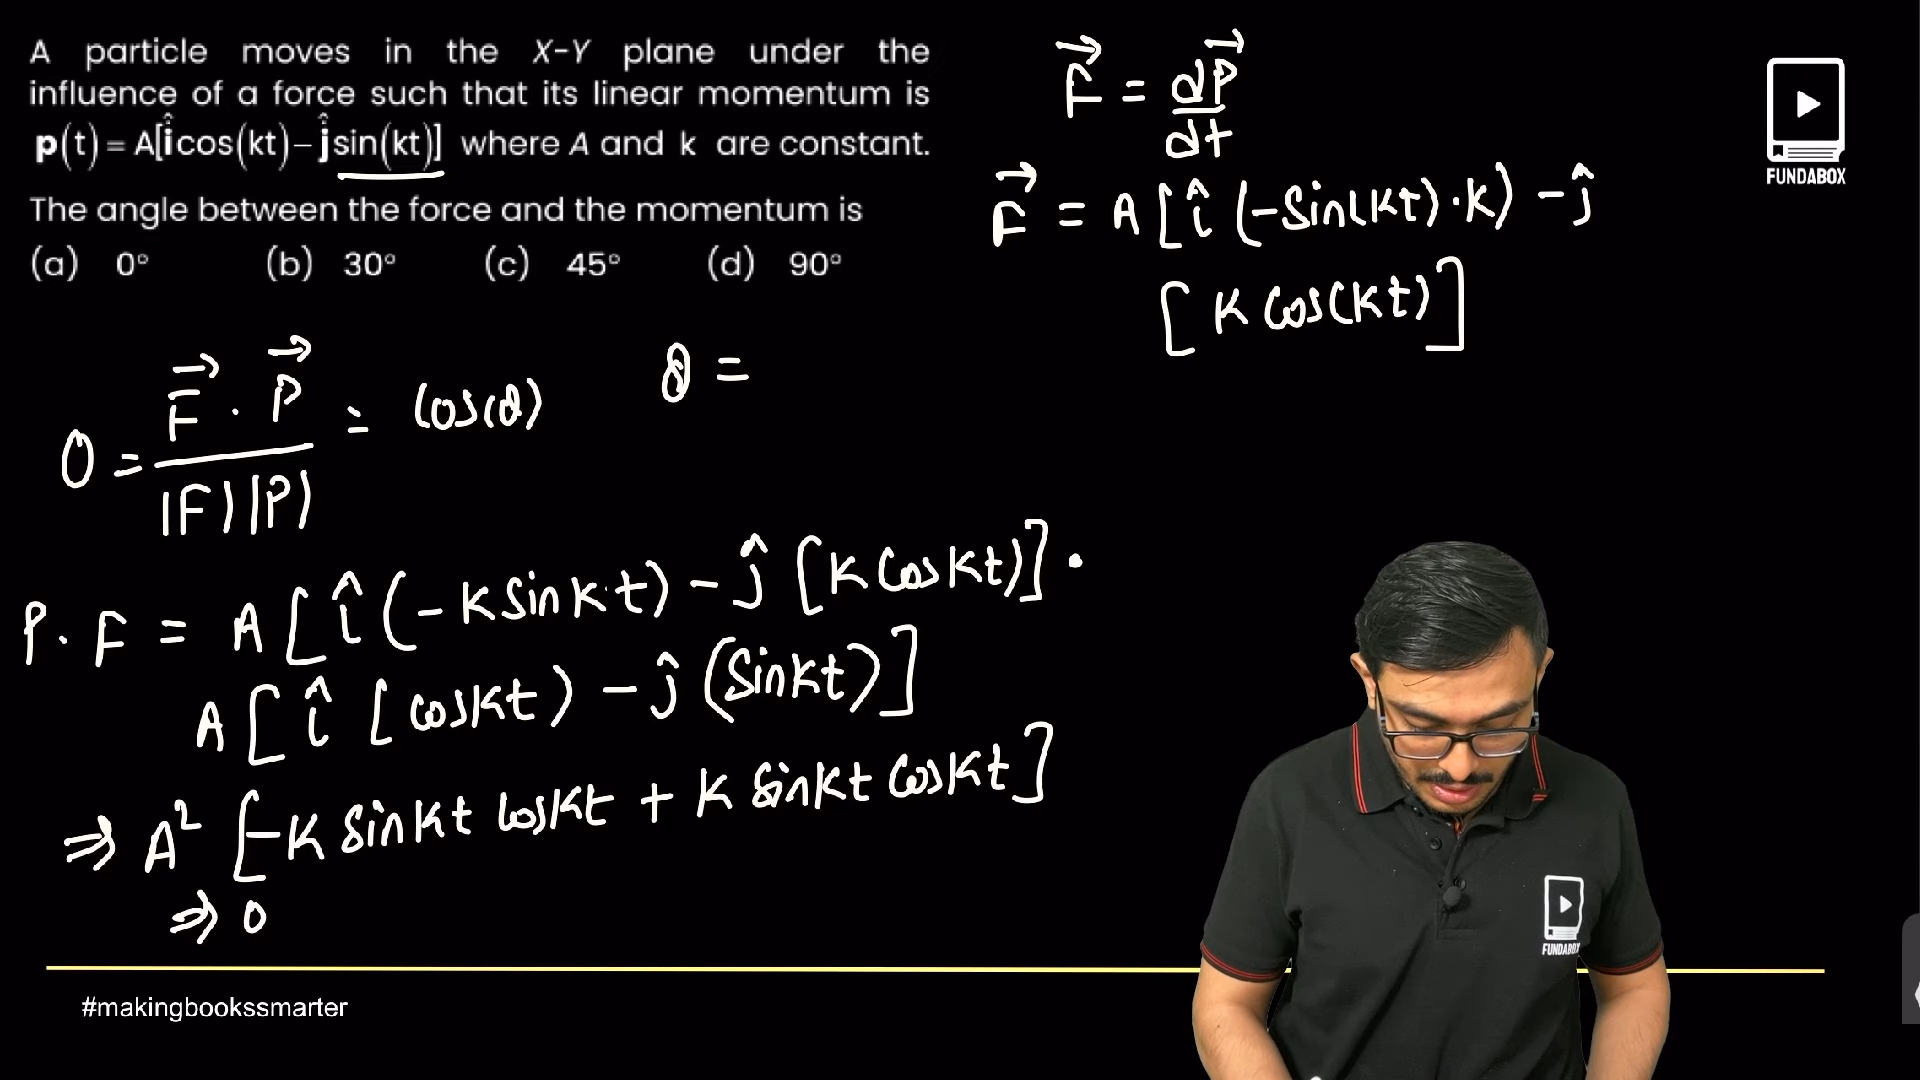 A particle moves in the X-Y plane under the
influence of a force such that its linear momentum is
p(t) = A[îcos(kt) – ĵsin(kt)] where A and k are constant.
The angle between the force and the momentum is
(a) 0° (b) 30° (c) 45° (d) 90°
F⃗ = dP⃗/dt
F⃗ = A[î(-Sin(kt)·k) - ĵ
[K Cos(Kt)]
FUNDABOX
0 = F⃗ . P⃗ / |F| |P| = Cos(θ)
θ =
P . F = A[î(-K Sin K t) - ĵ[K Cos Kt)] ·
A[î[Cos Kt) - ĵ(Sin Kt)]
⇒ A² [-K Sin Kt Cos Kt + K Sin Kt Cos Kt]
⇒ 0
FUNDABOX
#makingbookssmarter